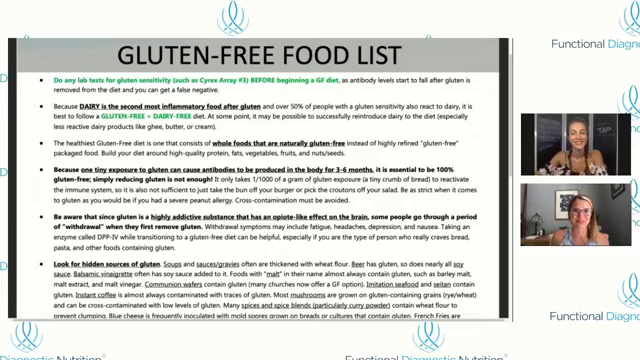 Functional Diagnos
GLUTEN-FREE FOOD LIST
• Do any lab tests for gluten sensitivity (such as Cyrex Array #3) BEFORE beginning a GF diet, as antibody levels start to fall after gluten is
removed from the diet and you can get a false negative.
• Because DAIRY is the second most inflammatory food after gluten and over 50% of people with a gluten sensitivity also react to dairy, it is
best to follow a GLUTEN-FREE + DAIRY-FREE diet. At some point, it may be possible to successfully reintroduce dairy to the diet (especially
less reactive dairy products like ghee, butter, or cream).
• The healthiest Gluten-Free diet is one that consists of whole foods that are naturally gluten-free instead of highly refined "gluten-free"
packaged food. Build your diet around high-quality protein, fats, vegetables, fruits, and nuts/seeds.
• Because one tiny exposure to gluten can cause antibodies to be produced in the body for 3-6 months, it is essential to be 100%
gluten-free; simply reducing gluten is not enough! It only takes 1/1000 of a gram of gluten exposure (a tiny crumb of bread) to reactivate
the immune system, so it is also not sufficient to just take the bun off your burger or pick the croutons off your salad. Be as strict when it comes
to gluten as you would be if you had a severe peanut allergy. Cross-contamination must be avoided.
• Be aware that since gluten is a highly addictive substance that has an opiote-like effect on the brain, some people go through a period
of "withdrawal" when they first remove gluten. Withdrawal symptoms may include fatigue, headaches, depression, and nausea. Taking
an enzyme called DPP-IV while transitioning to a gluten-free diet can be helpful, especially if you are the type of person who really craves bread,
pasta, and other foods containing gluten.
• Look for hidden sources of gluten. Soups and sauces/gravies often are thickened with wheat flour. Beer has gluten, so does nearly all soy
sauce. Balsamic vinaigrette often has soy sauce added to it. Foods with "malt" in their name almost always contain gluten, such as barley malt,
malt extract, and malt vinegar. Communion wafers contain gluten (many churches now offer a GF option). Imitation seafood and seitan contain
gluten. Instant coffee is almost always contaminated with traces of gluten. Most mushrooms are grown on gluten-containing grains (rye/wheat)
and can be cross-contaminated with low levels of gluten. Many spices and spice blends (particularly curry powder) contain wheat flour to
prevent clumping. Blue cheese is frequently inoculated with mold spores grown on breads or cultures that contain gluten. French Fries are
TAP
Functional Diagno
Diagnostic Nutrition®
Functional Diagnostic Nutrition®